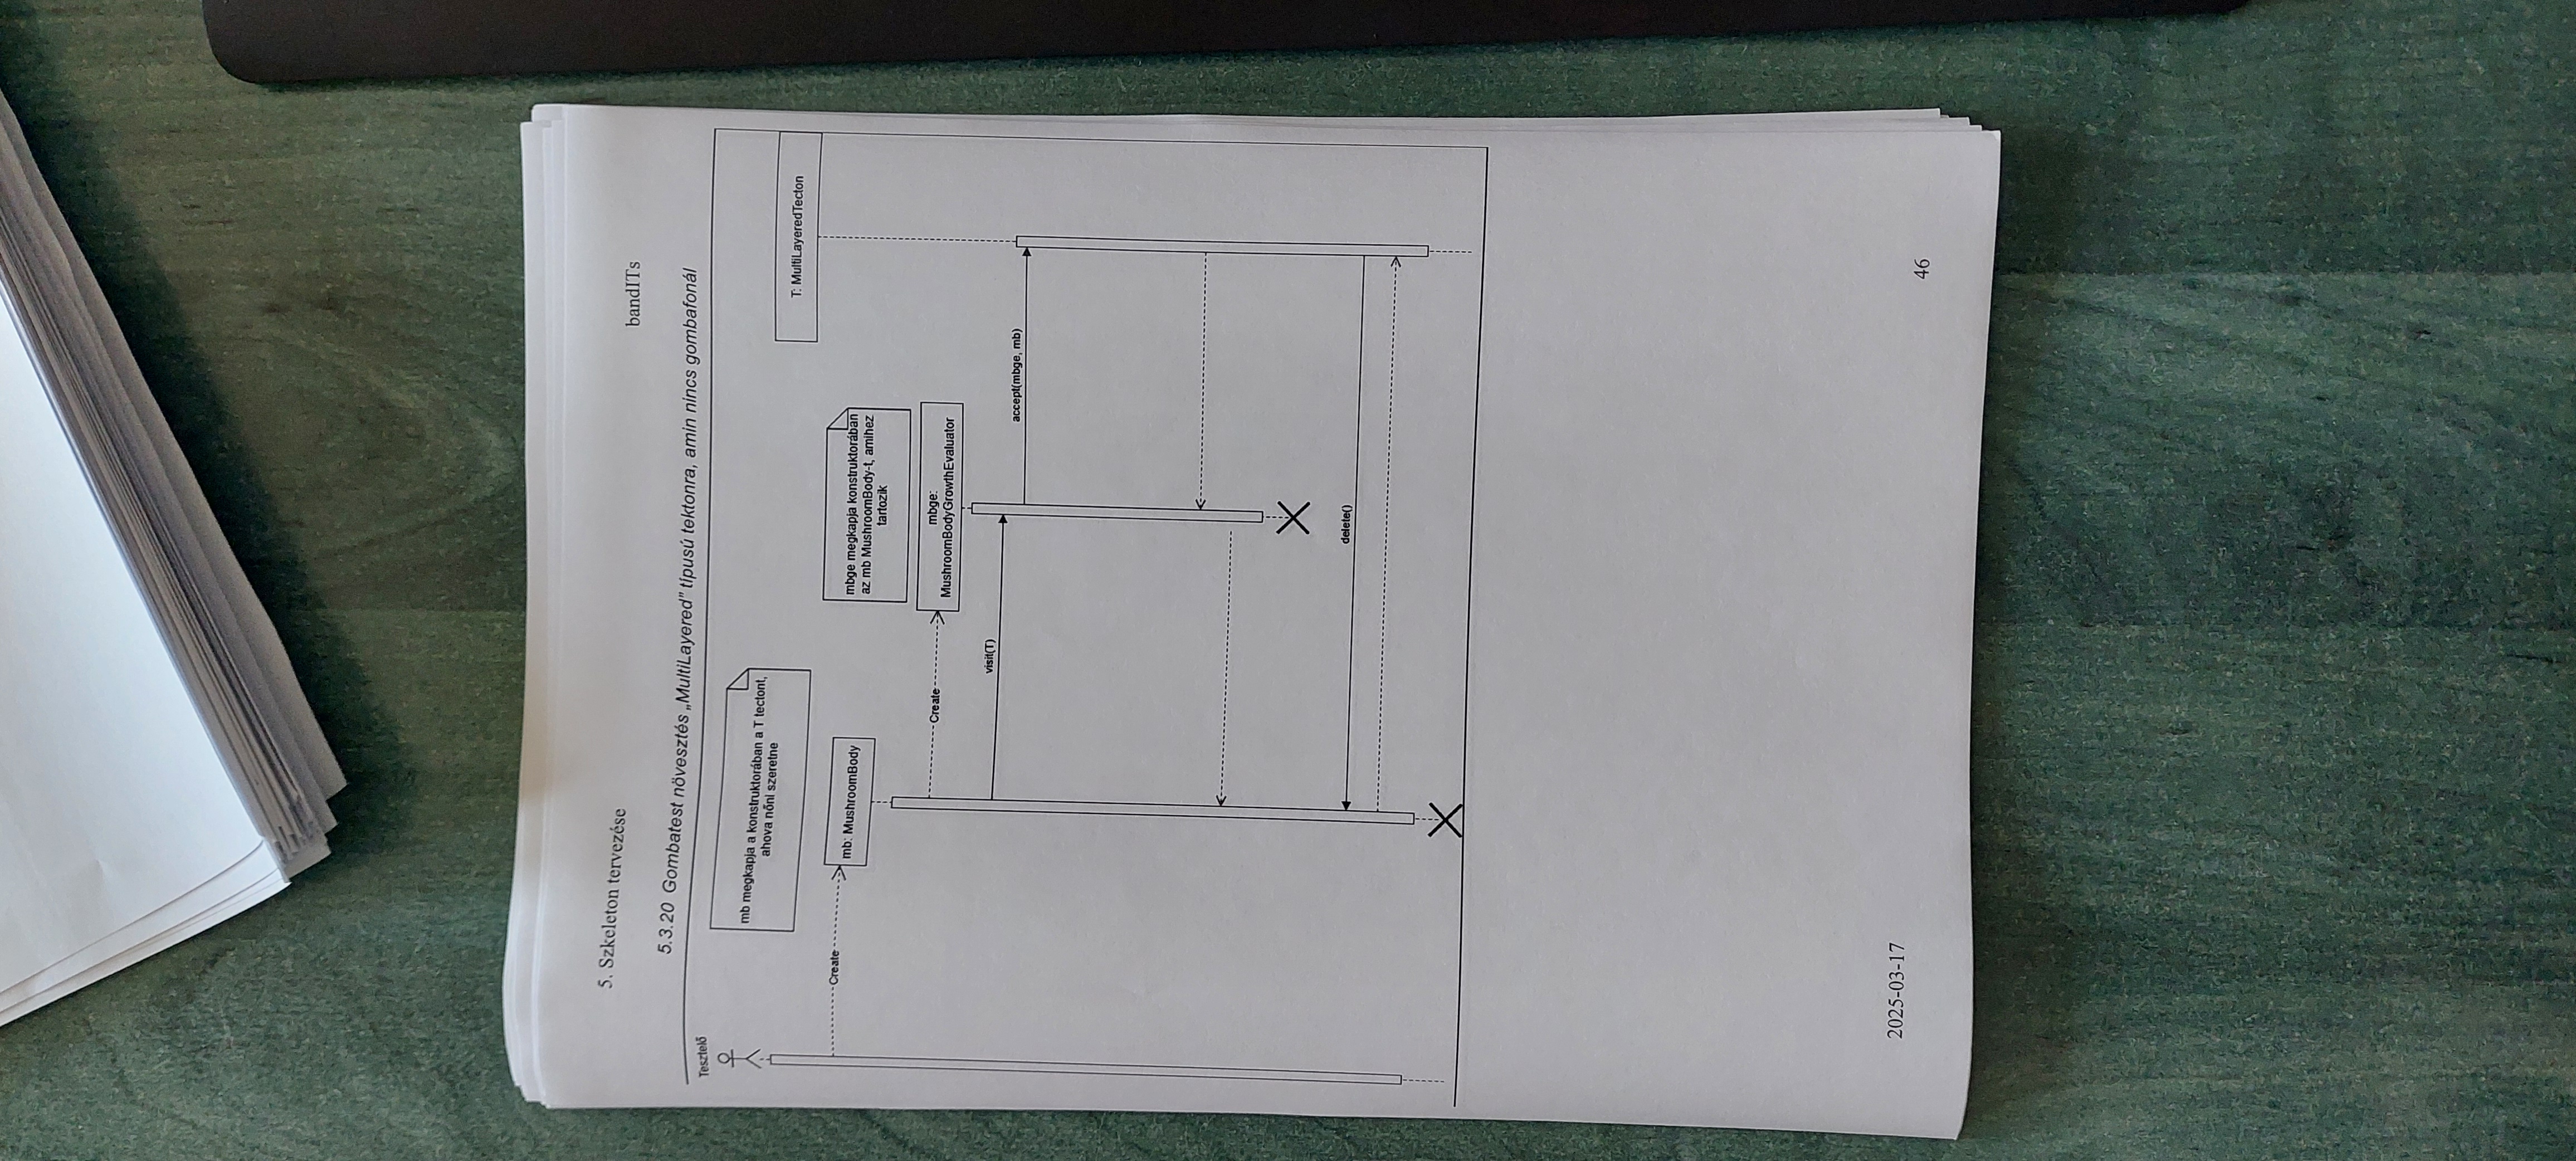 5. Szkeleton tervezése
bandITs
5.3.20 Gombatest növesztés „MultiLayered” típusú tektonra, amin nincs gombafonál
Tesztelő
mb megkapja a konstruktorában a T tectont,
ahova nőni szeretne
T: MultiLayeredTecton
Create
mb: MushroomBody
mbge megkapja konstruktorában
az mb MushroomBody-t, amihez
tartozik
Create
mbge:
MushroomBodyGrowthEvaluator
visit(T)
accept(mbge, mb)
delete()
2025-03-17
46